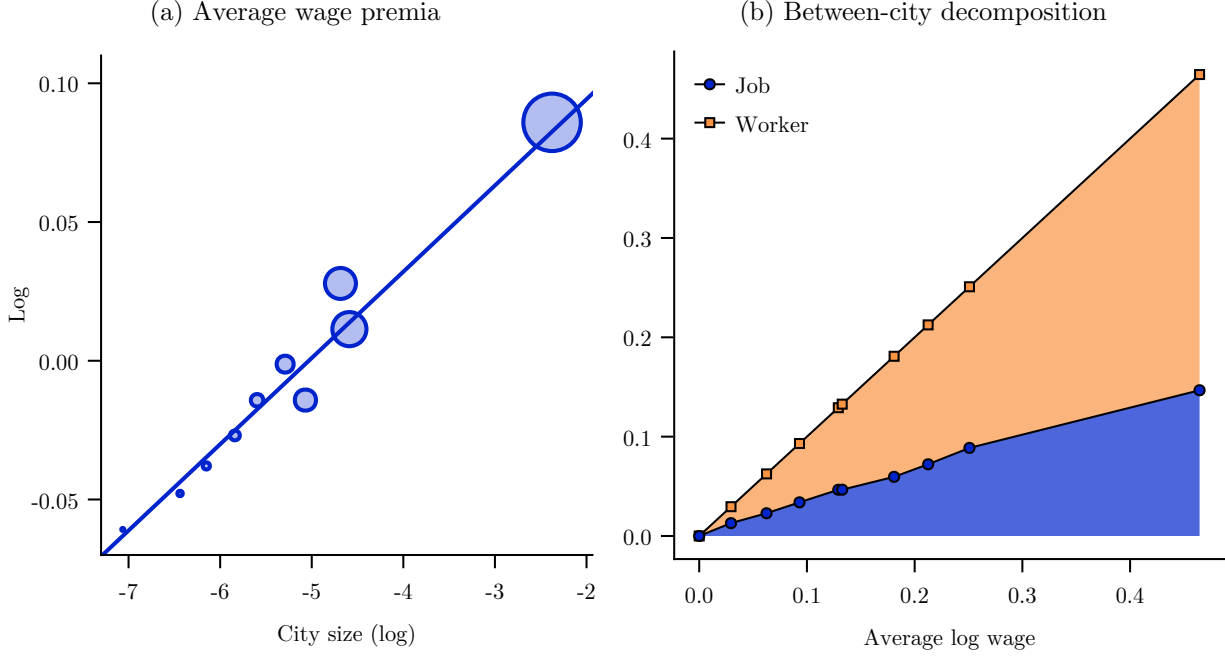 (a) Average wage premia
0.10
0.05
0.00
-0.05
Log
-7 -6 -5 -4 -3 -2
City size (log)
(b) Between-city decomposition
Job
Worker
0.4
0.3
0.2
0.1
0.0
0.0 0.1 0.2 0.3 0.4
Average log wage